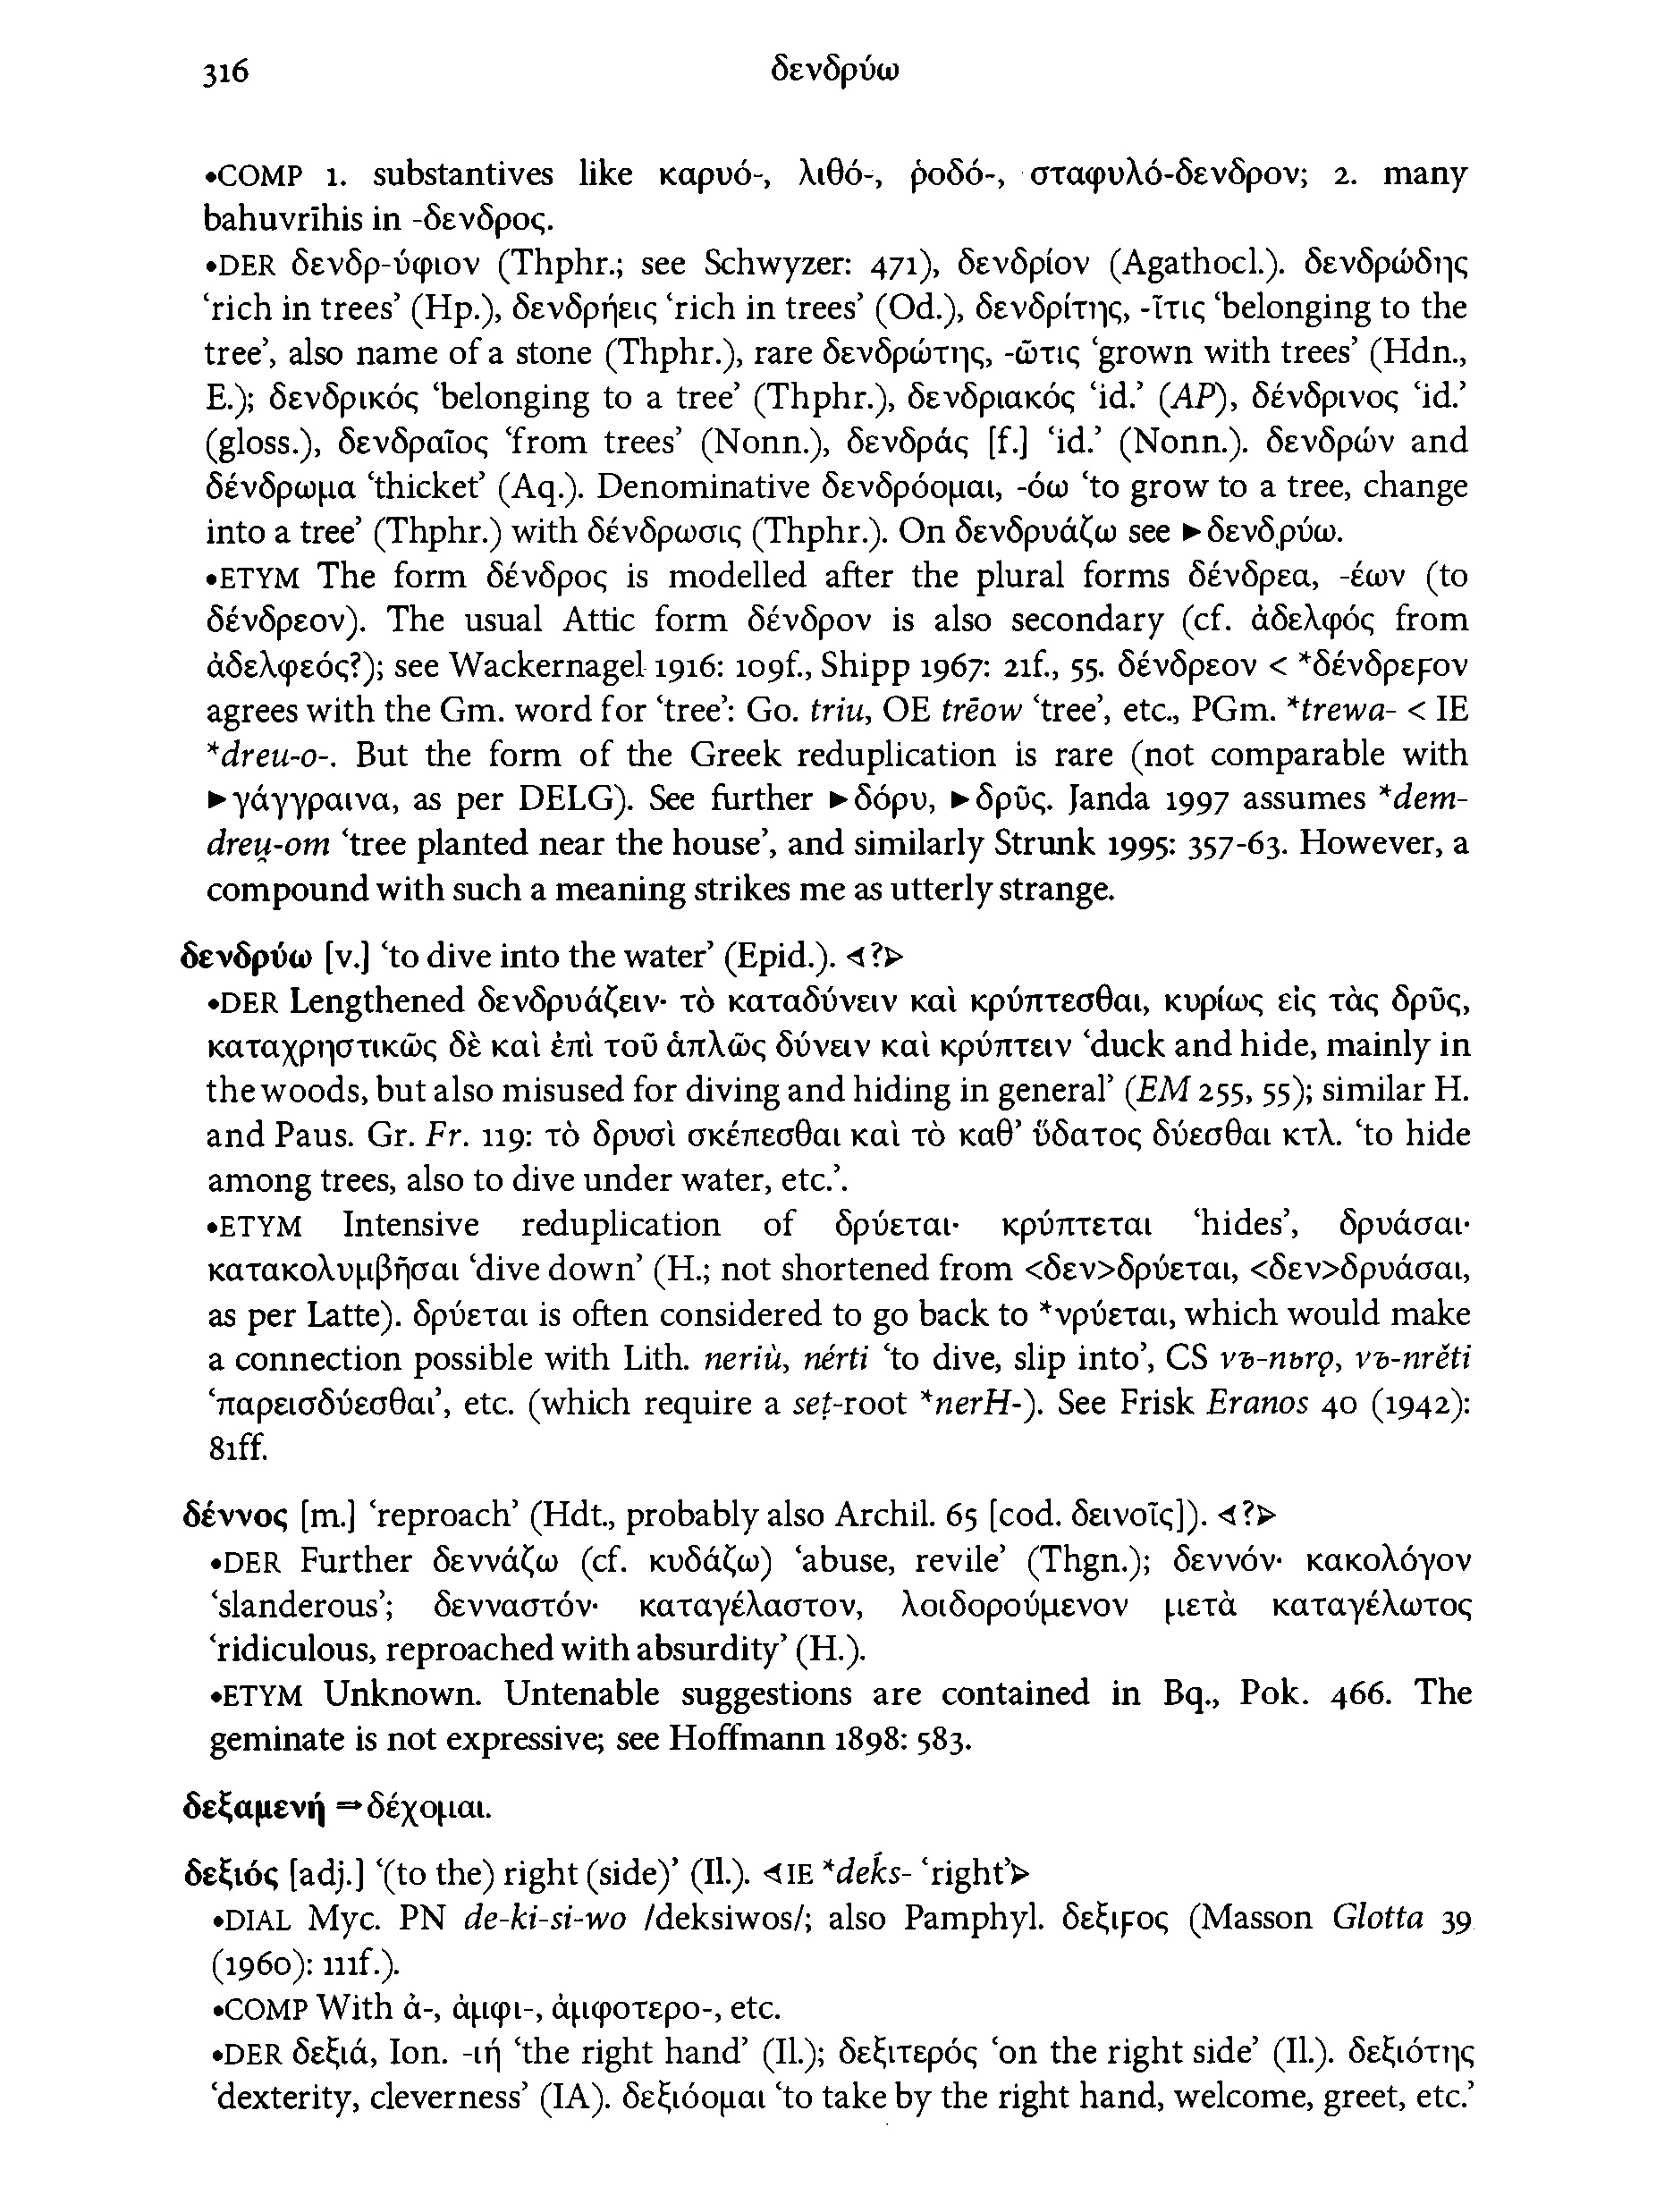 316 δενδρύω
•COMP 1. substantives like καρυό-, λιθό-, ῥοδό-, σταφυλό-δενδρον; 2. many
bahuvrīhis in -δενδρος.
•DER δενδρ-ύφιον (Thphr.; see Schwyzer: 471), δενδρίον (Agathocl.). δενδρώδης
‘rich in trees’ (Hp.), δενδρήεις ‘rich in trees’ (Od.), δενδρίτης, -ῖτις ‘belonging to the
tree’, also name of a stone (Thphr.), rare δενδρώτης, -ῶτις ‘grown with trees’ (Hdn.,
E.); δενδρικός ‘belonging to a tree’ (Thphr.), δενδριακός ‘id.’ (AP), δένδρινος ‘id.’
(gloss.), δενδραῖος ‘from trees’ (Nonn.), δενδράς [f.] ‘id.’ (Nonn.). δενδρών and
δένδρωμα ‘thicket’ (Aq.). Denominative δενδρόομαι, -όω ‘to grow to a tree, change
into a tree’ (Thphr.) with δένδρωσις (Thphr.). On δενδρυάζω see ►δενδρύω.
•ETYM The form δένδρος is modelled after the plural forms δένδρεα, -έων (to
δένδρεον). The usual Attic form δένδρον is also secondary (cf. ἀδελφός from
ἀδελφεός?); see Wackernagel 1916: 109f., Shipp 1967: 21f., 55. δένδρεον < *δένδρεϝον
agrees with the Gm. word for ‘tree’: Go. triu, OE trēow ‘tree’, etc., PGm. *trewa- < IE
*dreu-o-. But the form of the Greek reduplication is rare (not comparable with
►γάγγραινα, as per DELG). See further ►δόρυ, ►δρῦς. Janda 1997 assumes *dem-
dreu̯-om ‘tree planted near the house’, and similarly Strunk 1995: 357-63. However, a
compound with such a meaning strikes me as utterly strange.
δενδρύω [v.] ‘to dive into the water’ (Epid.). ◁?▷
•DER Lengthened δενδρυάζειν· τὸ καταδύνειν καὶ κρύπτεσθαι, κυρίως εἰς τὰς δρῦς,
καταχρηστικῶς δὲ καὶ ἐπὶ τοῦ ἁπλῶς δύνειν καὶ κρύπτειν ‘duck and hide, mainly in
the woods, but also misused for diving and hiding in general’ (EM 255, 55); similar H.
and Paus. Gr. Fr. 119: τὸ δρυσὶ σκέπεσθαι καὶ τὸ καθ’ ὕδατος δύεσθαι κτλ. ‘to hide
among trees, also to dive under water, etc.’.
•ETYM Intensive reduplication of δρύεται· κρύπτεται ‘hides’, δρυάσαι·
κατακολυμβῆσαι ‘dive down’ (H.; not shortened from <δεν>δρύεται, <δεν>δρυάσαι,
as per Latte). δρύεται is often considered to go back to *νρύεται, which would make
a connection possible with Lith. neriù, nérti ‘to dive, slip into’, CS vъ-nьrǫ, vъ-nrěti
‘παρεισδύεσθαι’, etc. (which require a seṭ-root *nerH-). See Frisk Eranos 40 (1942):
81ff.
δέννος [m.] ‘reproach’ (Hdt., probably also Archil. 65 [cod. δεινοῖς]). ◁?▷
•DER Further δεννάζω (cf. κυδάζω) ‘abuse, revile’ (Thgn.); δεννόν· κακολόγον
‘slanderous’; δενναστόν· καταγέλαστον, λοιδορούμενον μετὰ καταγέλωτος
‘ridiculous, reproached with absurdity’ (H.).
•ETYM Unknown. Untenable suggestions are contained in Bq., Pok. 466. The
geminate is not expressive; see Hoffmann 1898: 583.
δεξαμενή ⇒δέχομαι.
δεξιός [adj.] ‘(to the) right (side)’ (Il.). ◁IE *deḱs- ‘right’▷
•DIAL Myc. PN de-ki-si-wo /deksiwos/; also Pamphyl. δεξιϝος (Masson Glotta 39
(1960): 111f.).
•COMP With ἀ-, ἀμφι-, ἀμφοτερο-, etc.
•DER δεξιά, Ion. -ιή ‘the right hand’ (Il.); δεξιτερός ‘on the right side’ (Il.). δεξιότης
‘dexterity, cleverness’ (IA). δεξιόομαι ‘to take by the right hand, welcome, greet, etc.’